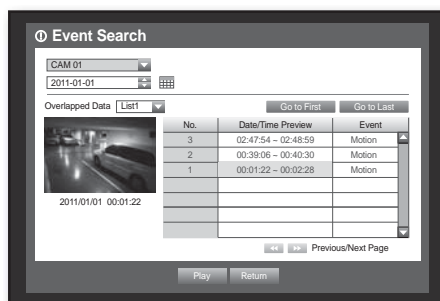 Event Search
CAM 01
2011-01-01
Overlapped Data List1 Go to First Go to Last
No. Date/Time Preview Event
3 02:47:54 ~ 02:48:59 Motion
2 00:39:06 ~ 00:40:30 Motion
1 00:01:22 ~ 00:02:28 Motion
2011/01/01 00:01:22
Previous/Next Page
Play Return